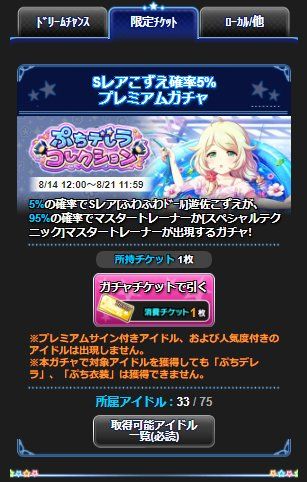 ドリームチャンス
限定チケット
ローカル/他
Sレアこずえ確率5%
プレミアムガチャ
ぷちデレラ
コレクション
8/14 12:00～8/21 11:59
5%の確率でSレア[ふわふわドール]遊佐こずえが、
95%の確率でマスタートレーナーか[スペシャルテク
ニック]マスタートレーナーが出現するガチャ!
所持チケット 1枚
ガチャチケットで引く
消費チケット1枚
※プレミアムサイン付きアイドル、および人気度付きの
アイドルは出現しません。
※本ガチャで対象アイドルを獲得しても「ぷちデレ
ラ」、「ぷち衣装」は獲得できません。
所属アイドル : 33 / 75
取得可能アイドル
一覧(必読)